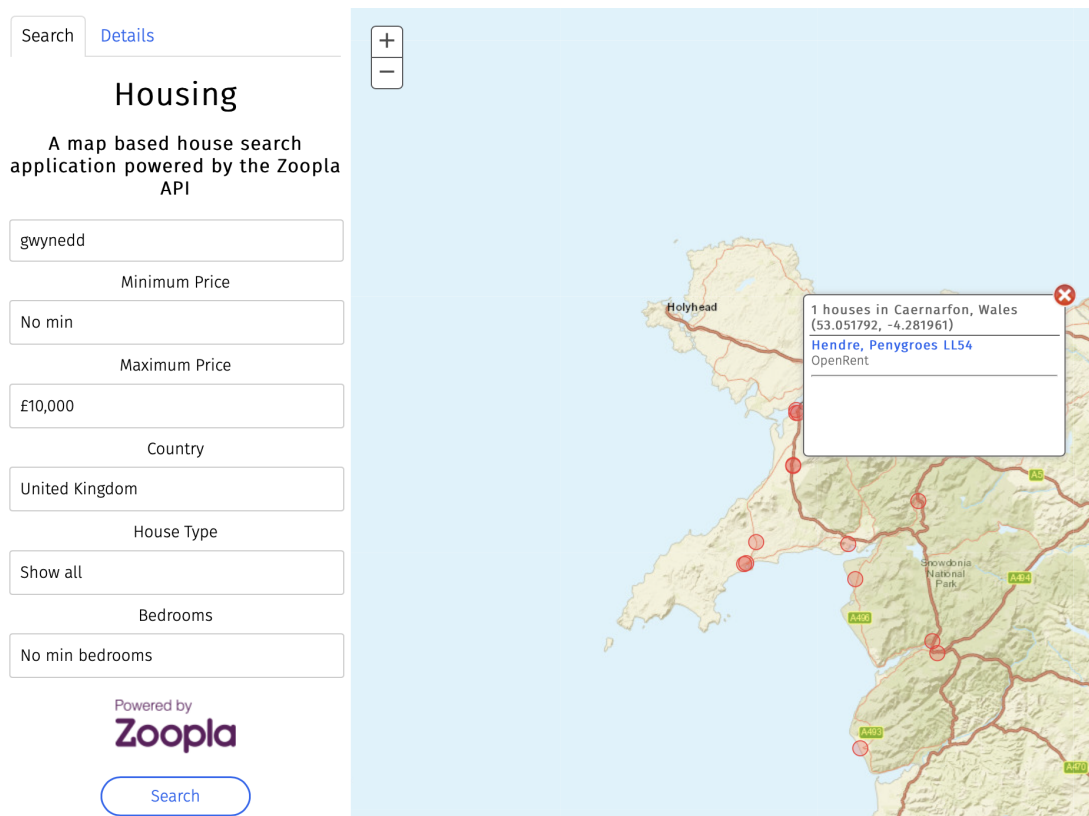 Search
Details
Housing
A map based house search
application powered by the Zoopla
API
gwynedd
Minimum Price
No min
Maximum Price
£10,000
Country
United Kingdom
House Type
Show all
Bedrooms
No min bedrooms
Powered by
Zoopla
Search
+
−
Holyhead
1 houses in Caernarfon, Wales
(53.051792, -4.281961)
Hendre, Penygroes LL54
OpenRent
A5
Snowdonia
National
Park
A494
A496
A493
A470